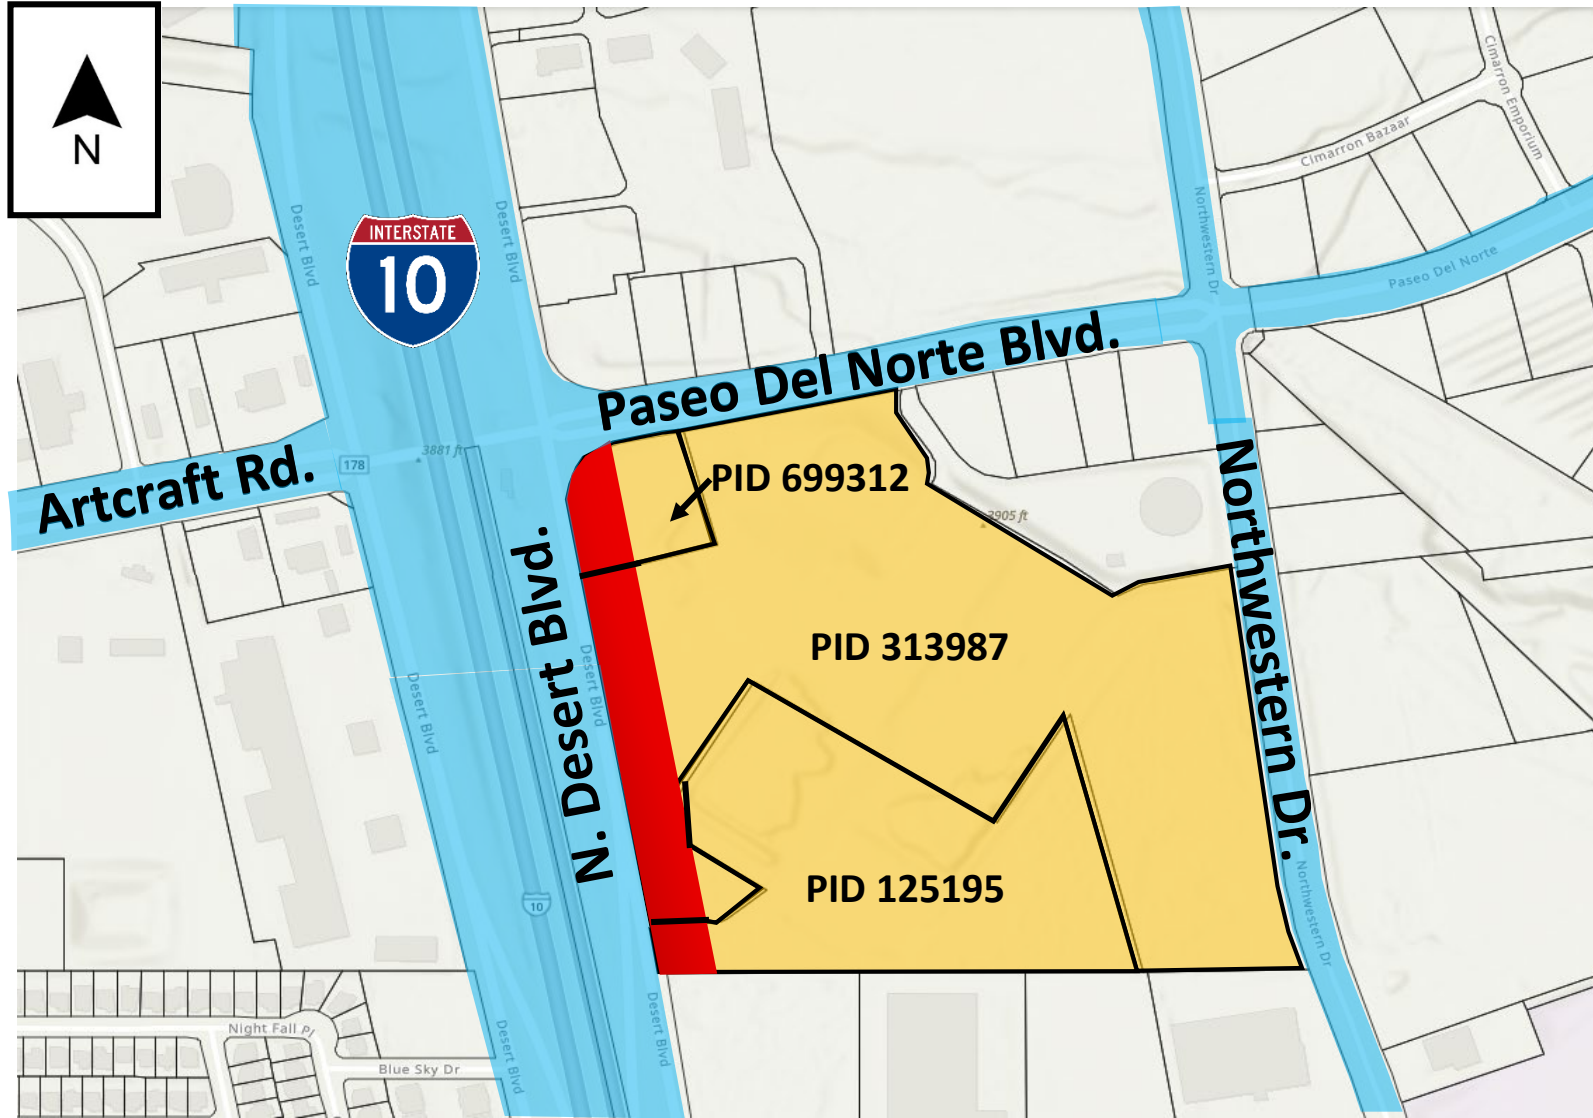 N
INTERSTATE
10
Desert Blvd
Desert Blvd
Cimarron Emporium
Cimarron Bazaar
Northwestern Dr
Paseo Del Norte
Paseo Del Norte Blvd.
Artcraft Rd.
178
3881 ft
PID 699312
3905 ft
N. Desert Blvd.
Northwestern Dr.
PID 313987
Desert Blvd
Desert Blvd
PID 125195
10
Northwestern Dr
Night Fall Pl
Blue Sky Dr
Desert Blvd
Desert Blvd